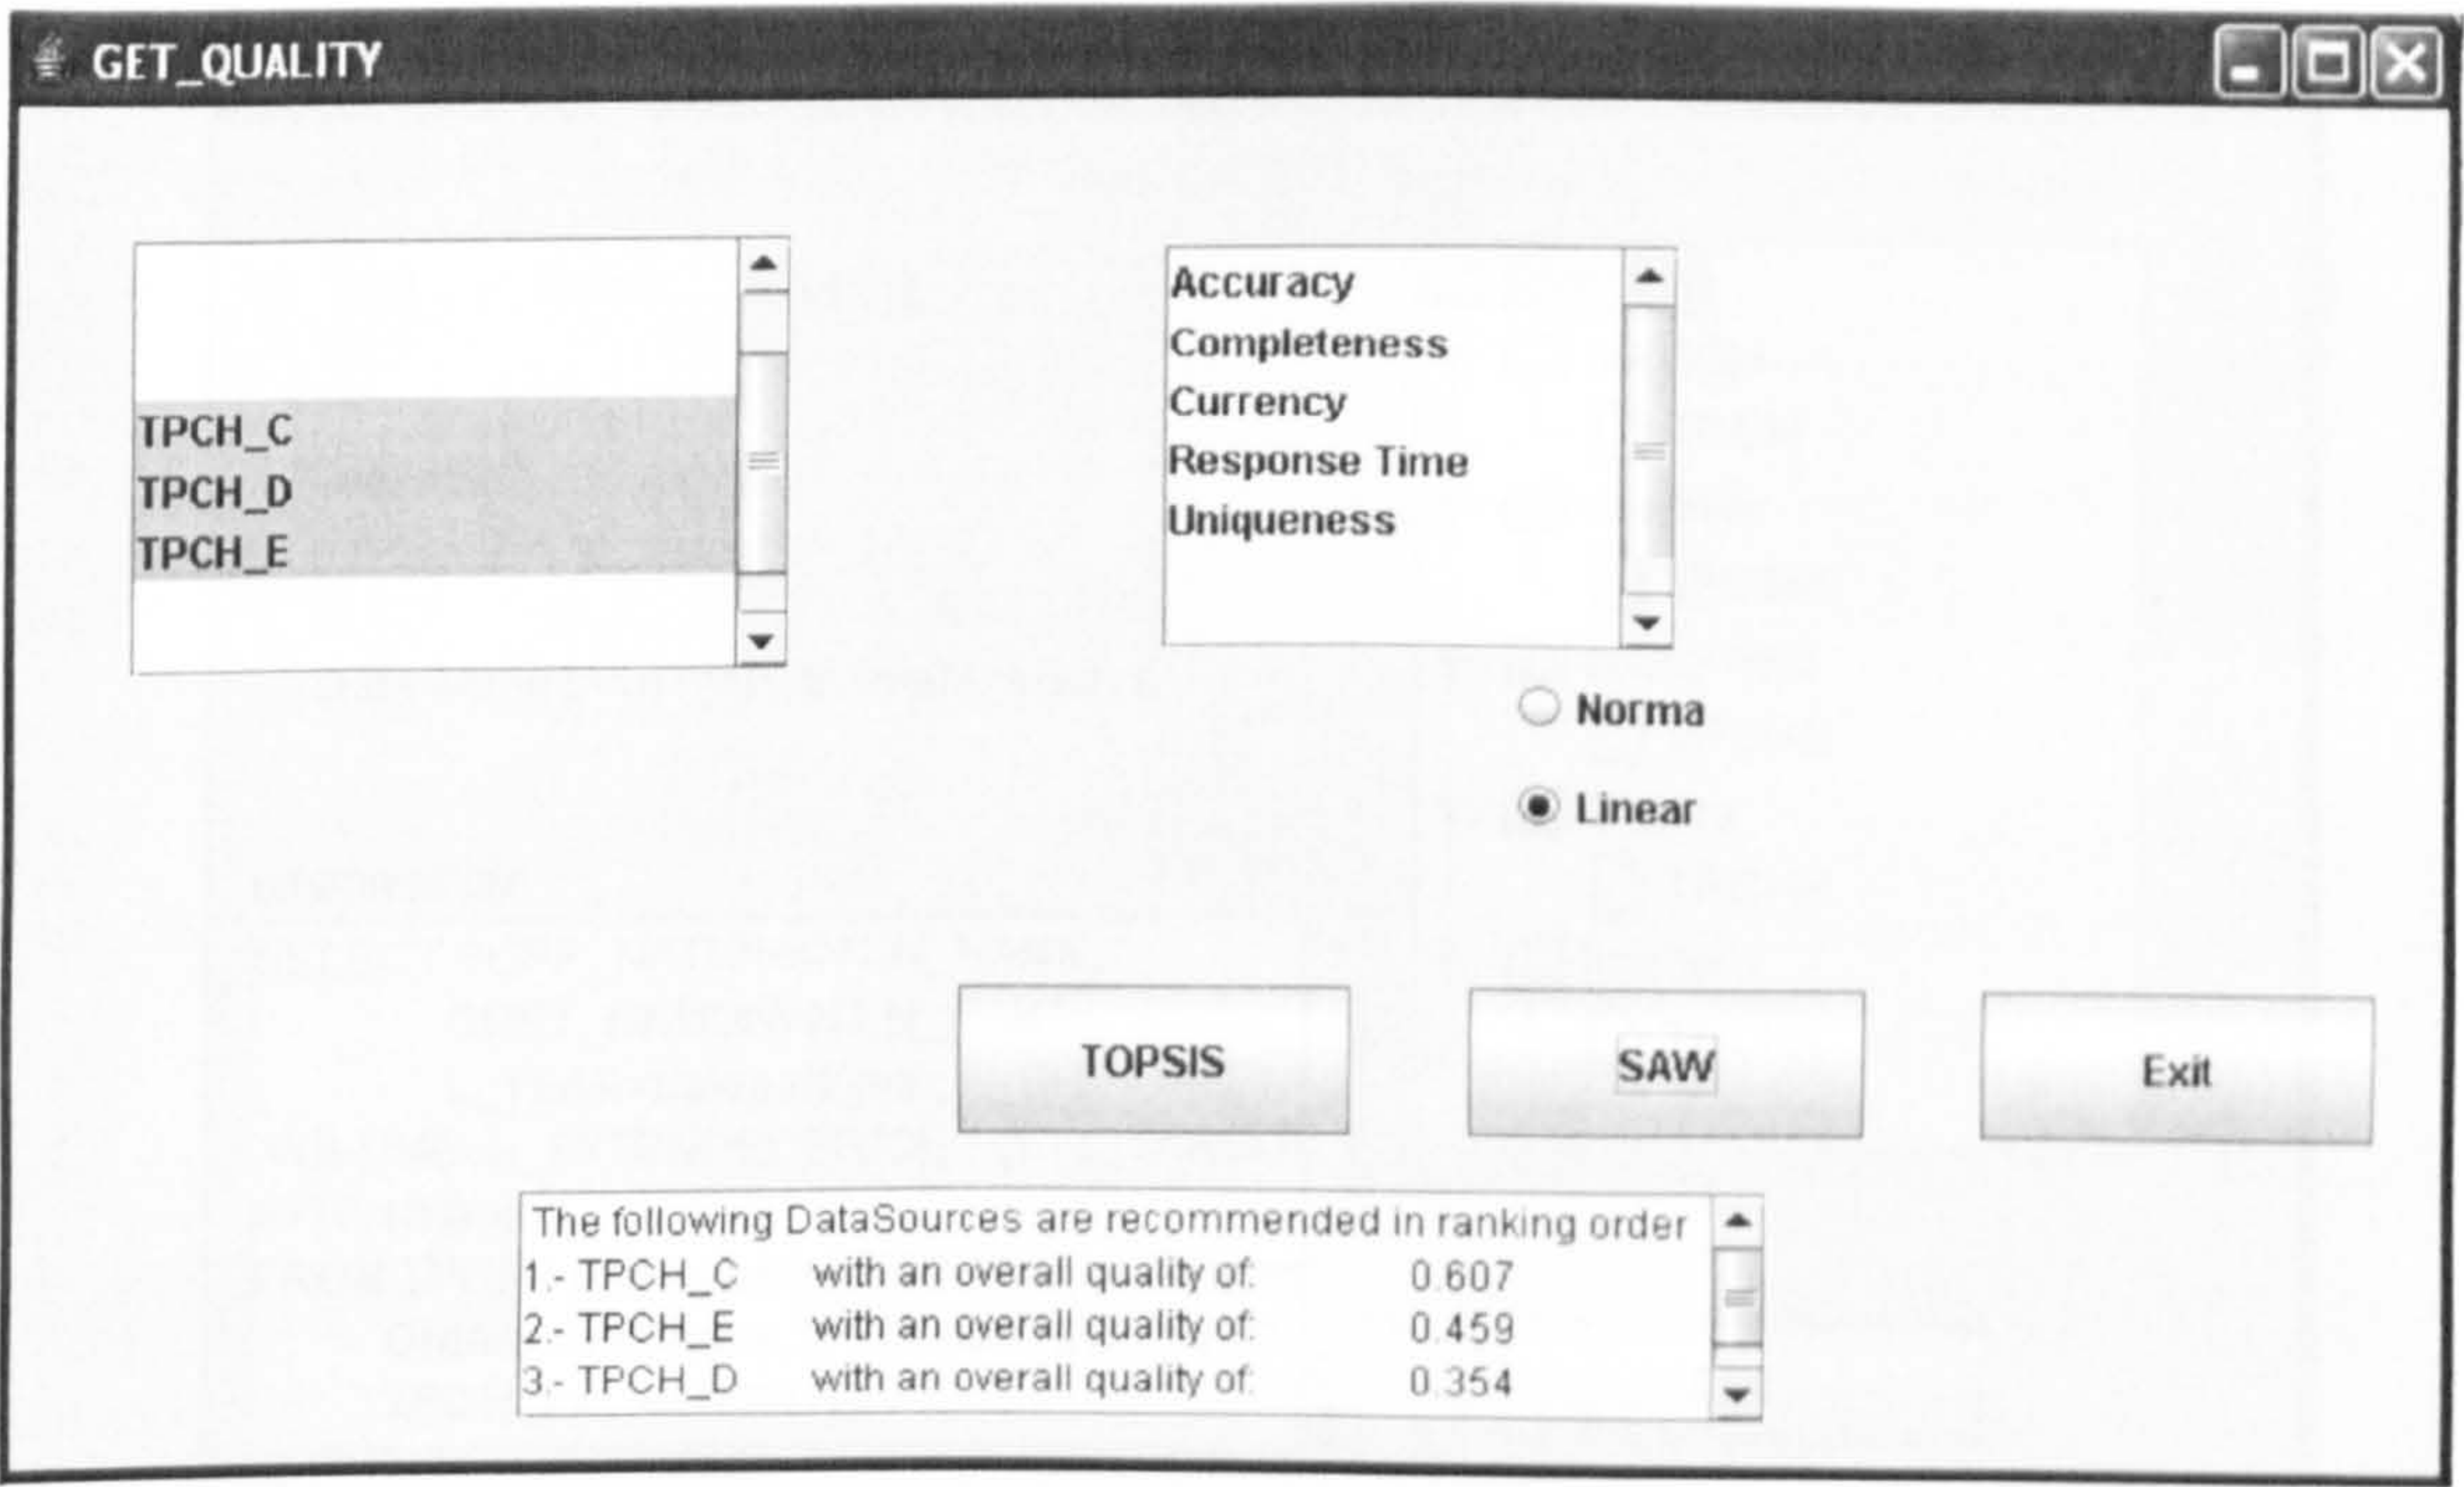 GET_QUALITY
TPCH_C
TPCH_D
TPCH_E
Accuracy
Completeness
Currency
Response Time
Uniqueness
Norma
Linear
TOPSIS
SAW
Exit
The following DataSources are recommended in ranking order
1.- TPCH_C with an overall quality of: 0.607
2.- TPCH_E with an overall quality of: 0.459
3.- TPCH_D with an overall quality of: 0.354